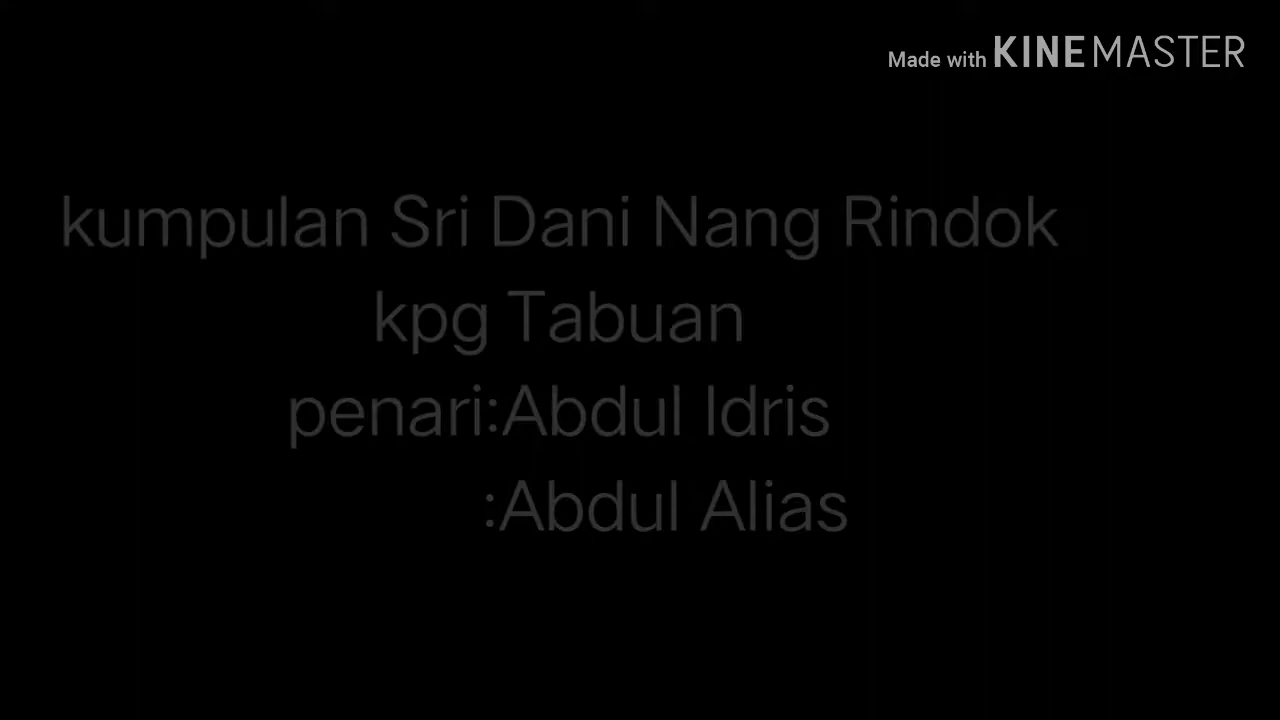 Made with KINEMASTER
kumpulan Sri Dani Nang Rindok
kpg Tabuan
penari:Abdul Idris
:Abdul Alias